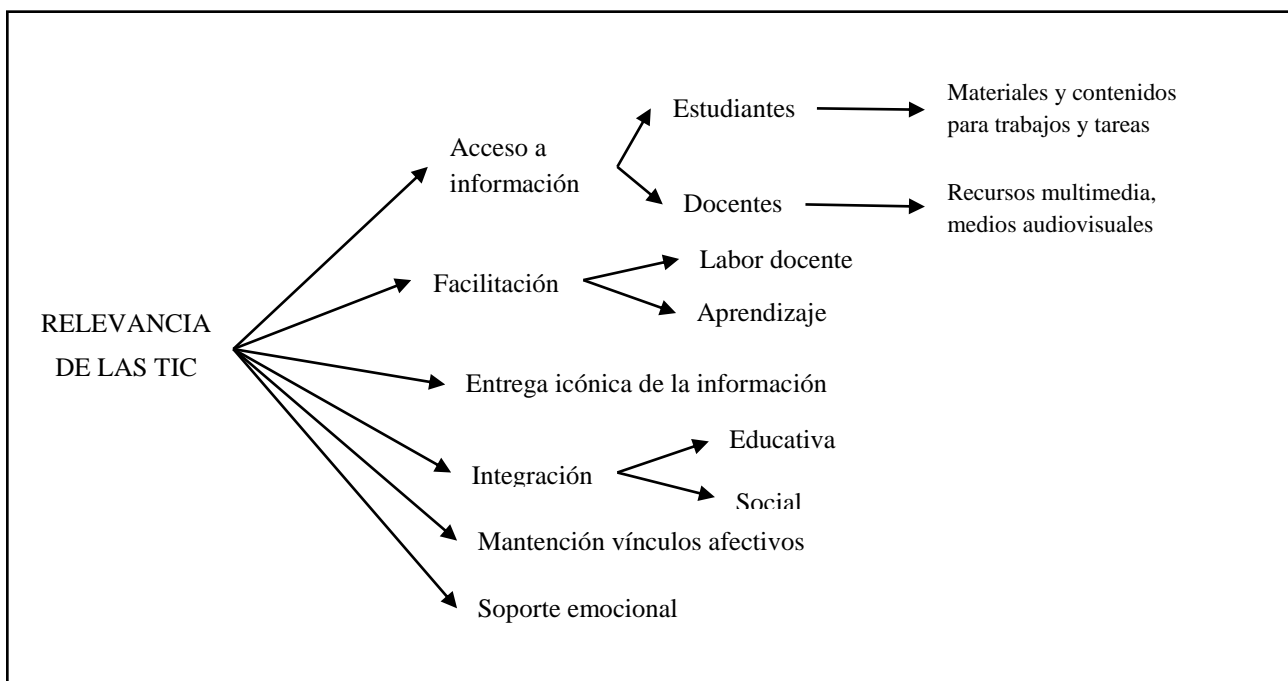 Estudiantes
Materiales y contenidos
para trabajos y tareas
Acceso a
información
Docentes
Recursos multimedia,
medios audiovisuales
Labor docente
Facilitación
Aprendizaje
RELEVANCIA
DE LAS TIC
Entrega icónica de la información
Educativa
Integración
Social
Mantención vínculos afectivos
Soporte emocional